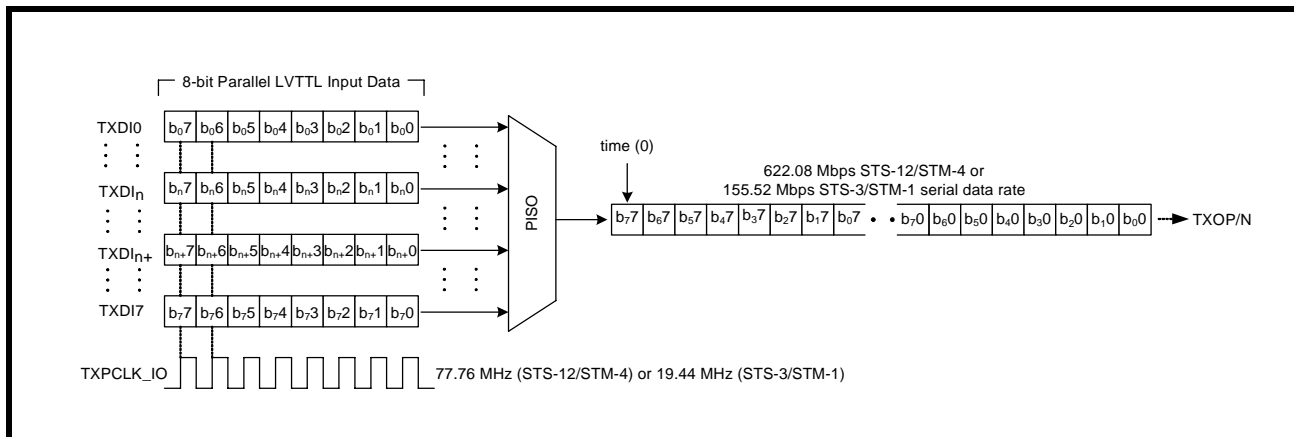 8-bit Parallel LVTTL Input Data
TXDI0 b07 b06 b05 b04 b03 b02 b01 b00
time (0)
622.08 Mbps STS-12/STM-4 or
155.52 Mbps STS-3/STM-1 serial data rate
TXDIn bn7 bn6 bn5 bn4 bn3 bn2 bn1 bn0
PISO
b77 b67 b57 b47 b37 b27 b17 b07 b70 b60 b50 b40 b30 b20 b10 b00 TXOP/N
TXDIn+ bn+7 bn+6 bn+5 bn+4 bn+3 bn+2 bn+1 bn+0
TXDI7 b77 b76 b75 b74 b73 b72 b71 b70
TXPCLK_IO 77.76 MHz (STS-12/STM-4) or 19.44 MHz (STS-3/STM-1)